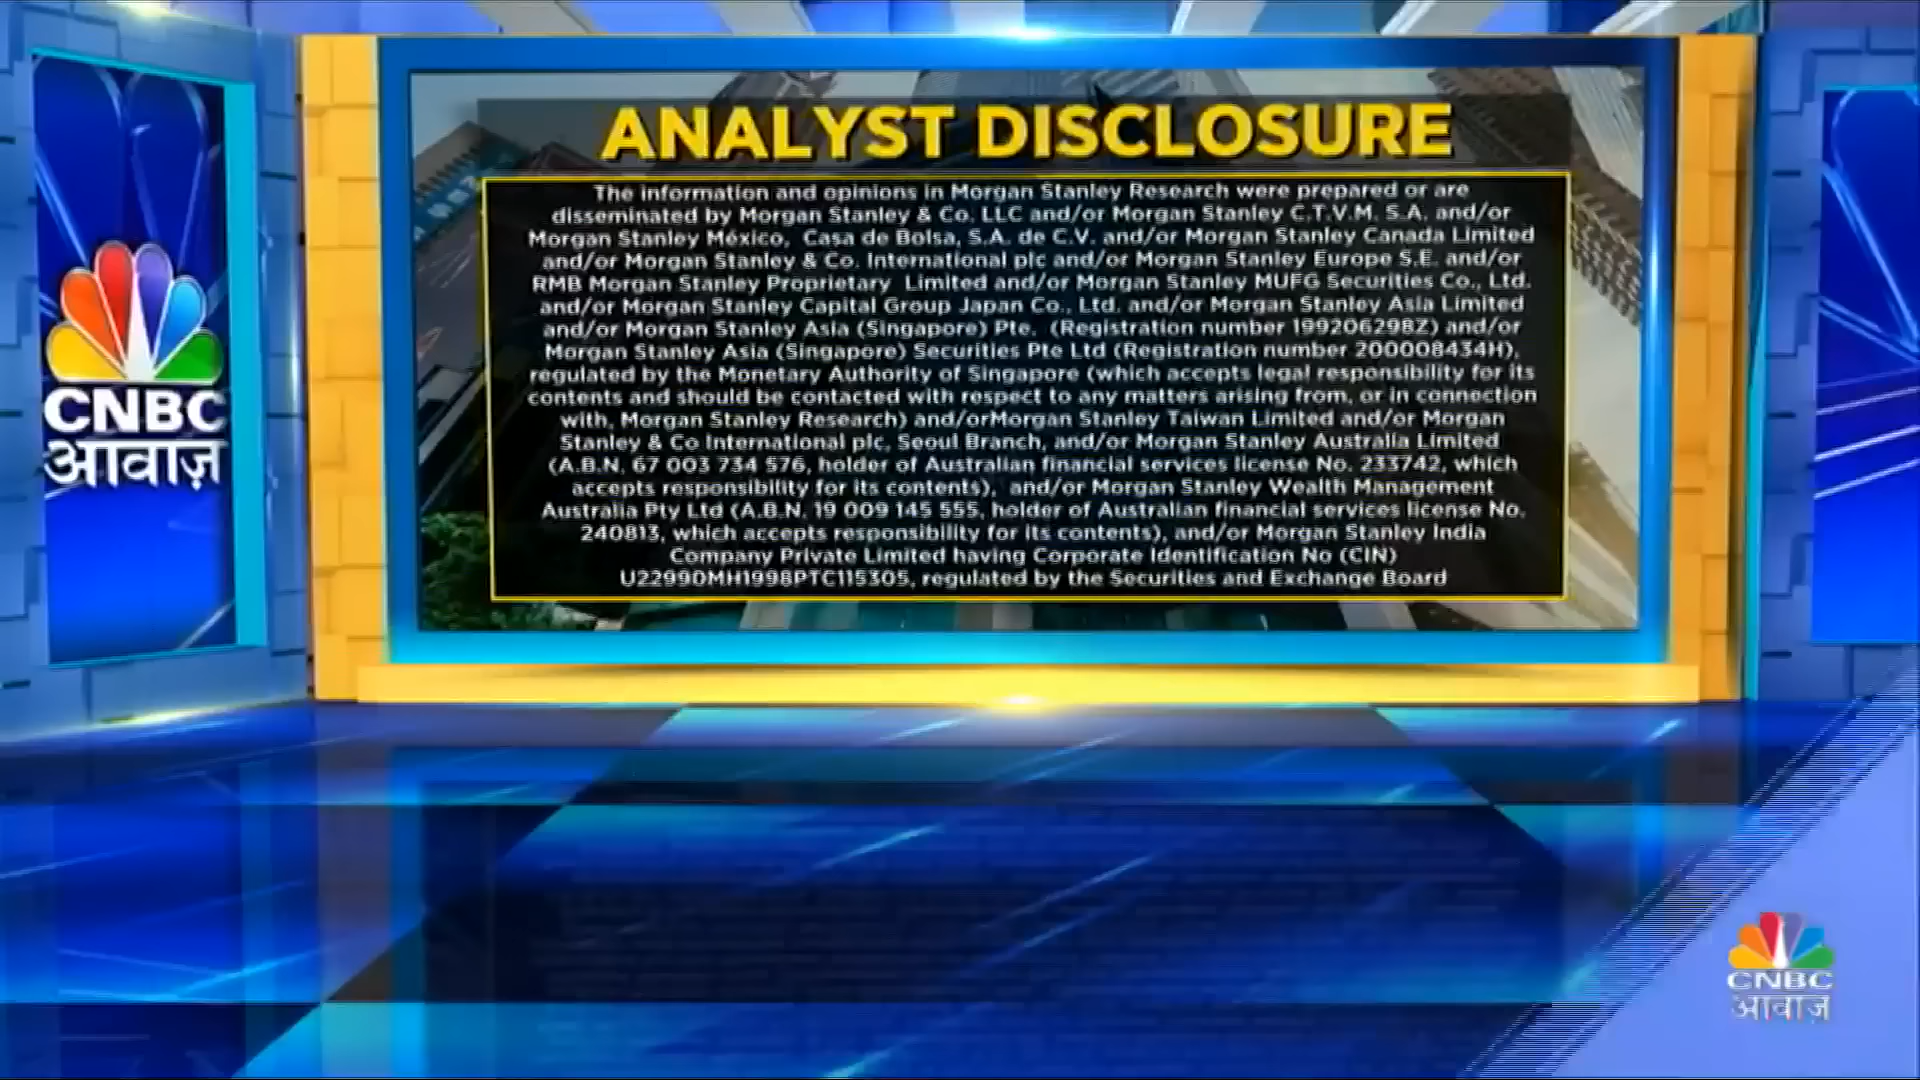 ANALYST DISCLOSURE
The information and opinions in Morgan Stanley Research were prepared or are
disseminated by Morgan Stanley & Co. LLC and/or Morgan Stanley C.T.V.M. S.A. and/or
Morgan Stanley México, Casa de Bolsa, S.A. de C.V. and/or Morgan Stanley Canada Limited
and/or Morgan Stanley & Co. International plc and/or Morgan Stanley Europe S.E. and/or
RMB Morgan Stanley Proprietary Limited and/or Morgan Stanley MUFG Securities Co., Ltd.
and/or Morgan Stanley Capital Group Japan Co., Ltd. and/or Morgan Stanley Asia Limited
and/or Morgan Stanley Asia (Singapore) Pte. (Registration number 199206298Z) and/or
Morgan Stanley Asia (Singapore) Securities Pte Ltd (Registration number 200008434H),
regulated by the Monetary Authority of Singapore (which accepts legal responsibility for its
contents and should be contacted with respect to any matters arising from, or in connection
with, Morgan Stanley Research) and/orMorgan Stanley Taiwan Limited and/or Morgan
Stanley & Co International plc, Seoul Branch, and/or Morgan Stanley Australia Limited
(A.B.N. 67 003 734 576, holder of Australian financial services license No. 233742, which
accepts responsibility for its contents), and/or Morgan Stanley Wealth Management
Australia Pty Ltd (A.B.N. 19 009 145 555, holder of Australian financial services license No.
240813, which accepts responsibility for its contents), and/or Morgan Stanley India
Company Private Limited having Corporate Identification No (CIN)
U22990MH1998PTC115305, regulated by the Securities and Exchange Board
CNBC
आवाज़
CNBC
आवाज़